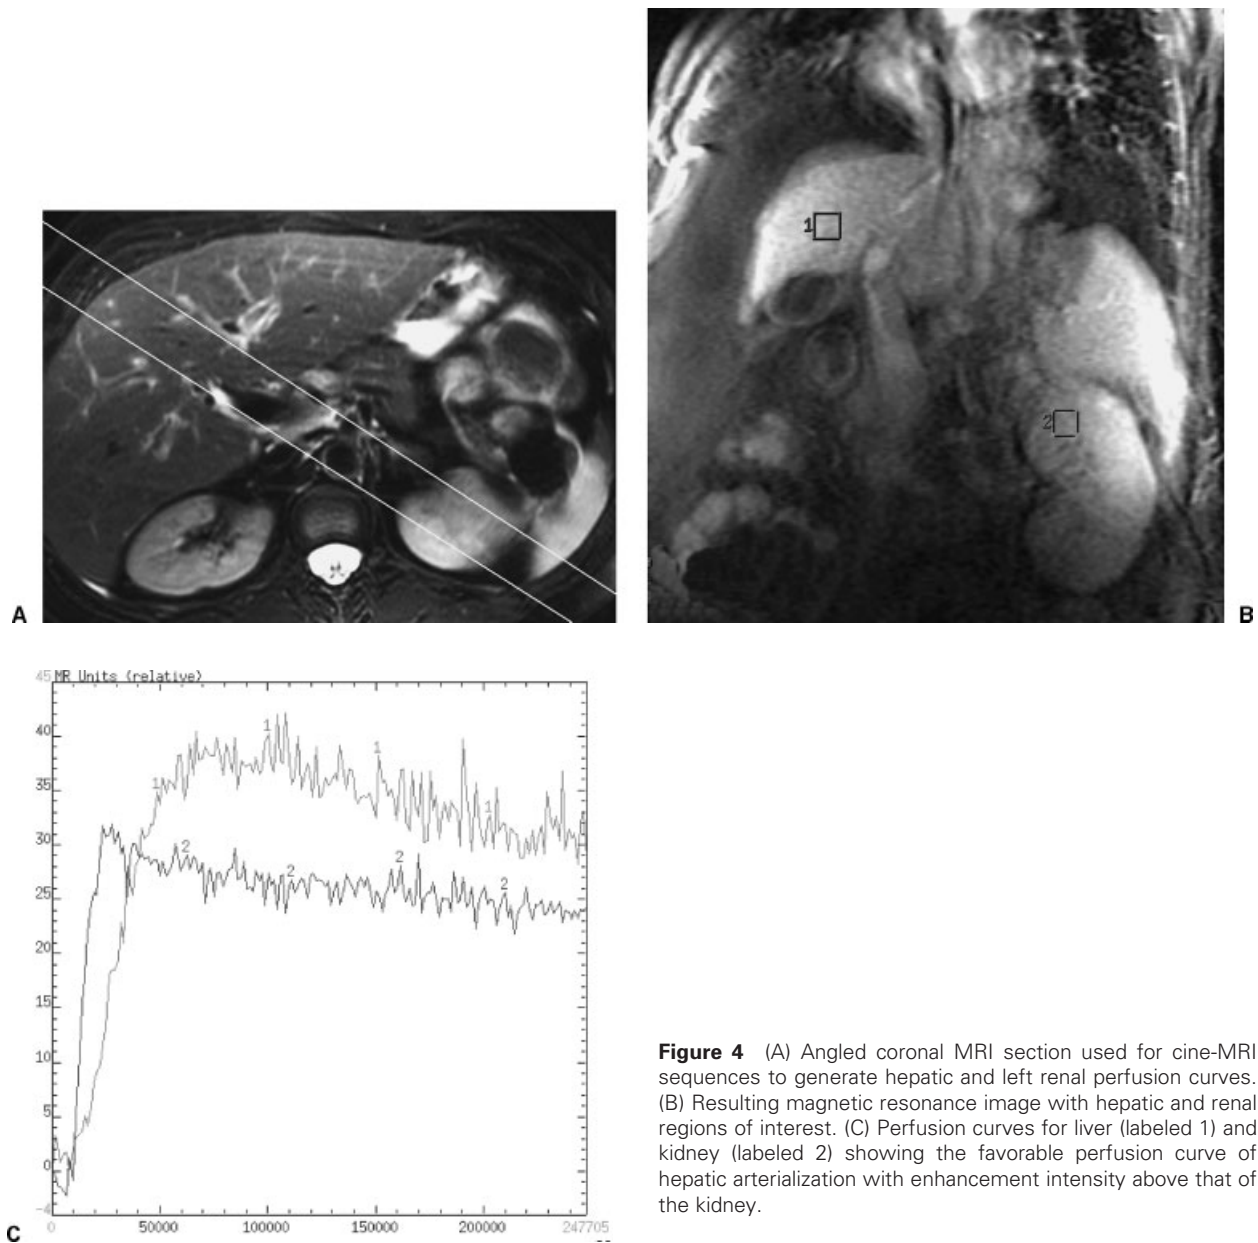 A
1
2
B
45 MR Units (relative)
40
35
30
25
20
15
10
5
0
-4
1
1
1
1
2
2
2
2
0 50000 100000 150000 200000 247705
C
Figure 4 (A) Angled coronal MRI section used for cine-MRI
sequences to generate hepatic and left renal perfusion curves.
(B) Resulting magnetic resonance image with hepatic and renal
regions of interest. (C) Perfusion curves for liver (labeled 1) and
kidney (labeled 2) showing the favorable perfusion curve of
hepatic arterialization with enhancement intensity above that of
the kidney.